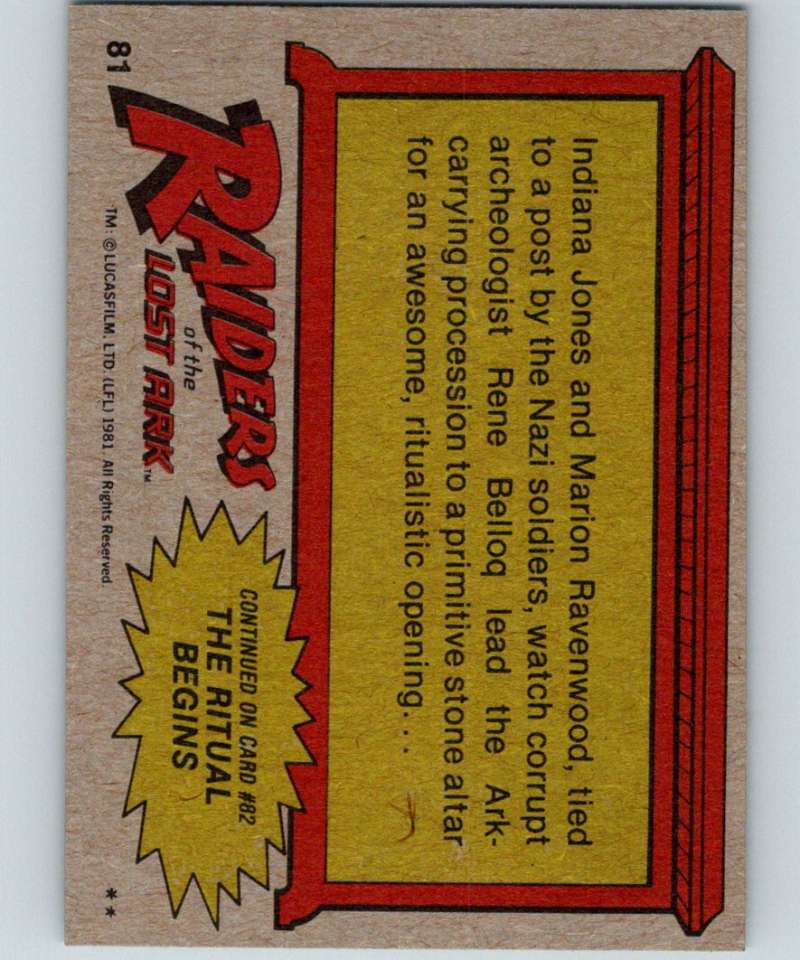 Indiana Jones and Marion Ravenwood, tied
to a post by the Nazi soldiers, watch corrupt
archeologist Rene Belloq lead the Ark-
carrying procession to a primitive stone altar
for an awesome, ritualistic opening. . .
RAIDERS
of the
LOST ARK™
CONTINUED ON CARD #82
THE RITUAL
BEGINS
81
TM: © LUCASFILM, LTD. (LFL) 1981. All Rights Reserved.
**